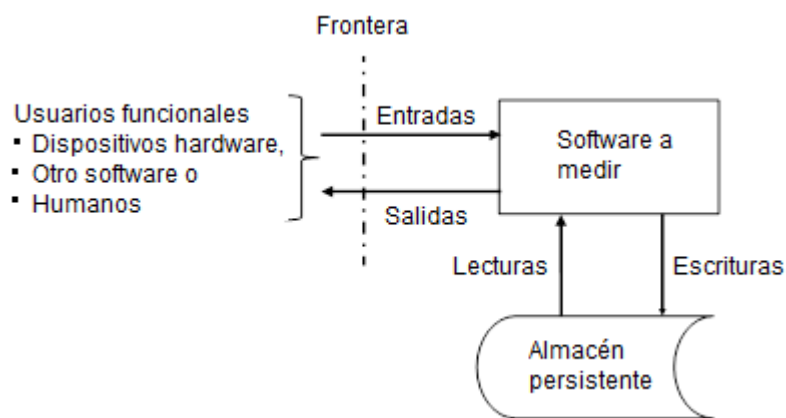 Frontera
Usuarios funcionales
▪ Dispositivos hardware,
▪ Otro software o
▪ Humanos
Entradas
Salidas
Software a
medir
Lecturas
Escrituras
Almacén
persistente